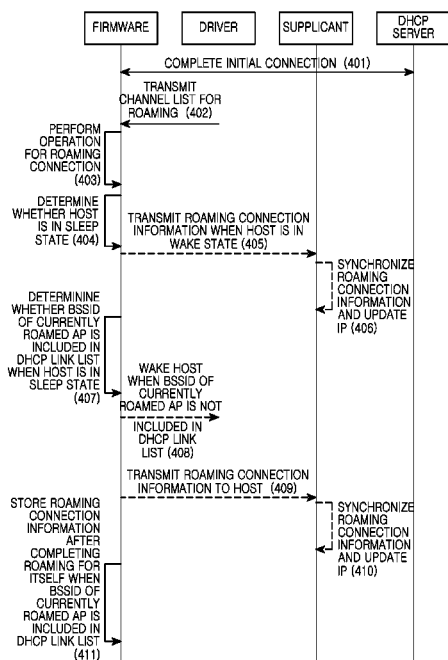 FIRMWARE
DRIVER
SUPPLICANT
DHCP
SERVER
COMPLETE INITIAL CONNECTION (401)
TRANSMIT
CHANNEL LIST FOR
ROAMING (402)
PERFORM
OPERATION
FOR ROAMING
CONNECTION
(403)
DETERMINE
WHETHER HOST
IS IN SLEEP
STATE (404)
TRANSMIT ROAMING CONNECTION
INFORMATION WHEN HOST IS IN
WAKE STATE (405)
SYNCHRONIZE
ROAMING
CONNECTION
INFORMATION
AND UPDATE
IP (406)
DETERMININE
WHETHER BSSID
OF CURRENTLY
ROAMED AP IS
INCLUDED IN
DHCP LINK LIST
WHEN HOST IS IN
SLEEP STATE
(407)
WAKE HOST
WHEN BSSID OF
CURRENTLY
ROAMED AP IS NOT
INCLUDED IN
DHCP LINK
LIST (408)
TRANSMIT ROAMING CONNECTION
INFORMATION TO HOST (409)
SYNCHRONIZE
ROAMING
CONNECTION
INFORMATION
AND UPDATE
IP (410)
STORE ROAMING
CONNECTION
INFORMATION
AFTER
COMPLETING
ROAMING FOR
ITSELF WHEN
BSSID OF
CURRENTLY
ROAMED AP IS
INCLUDED IN
DHCP LINK LIST
(411)